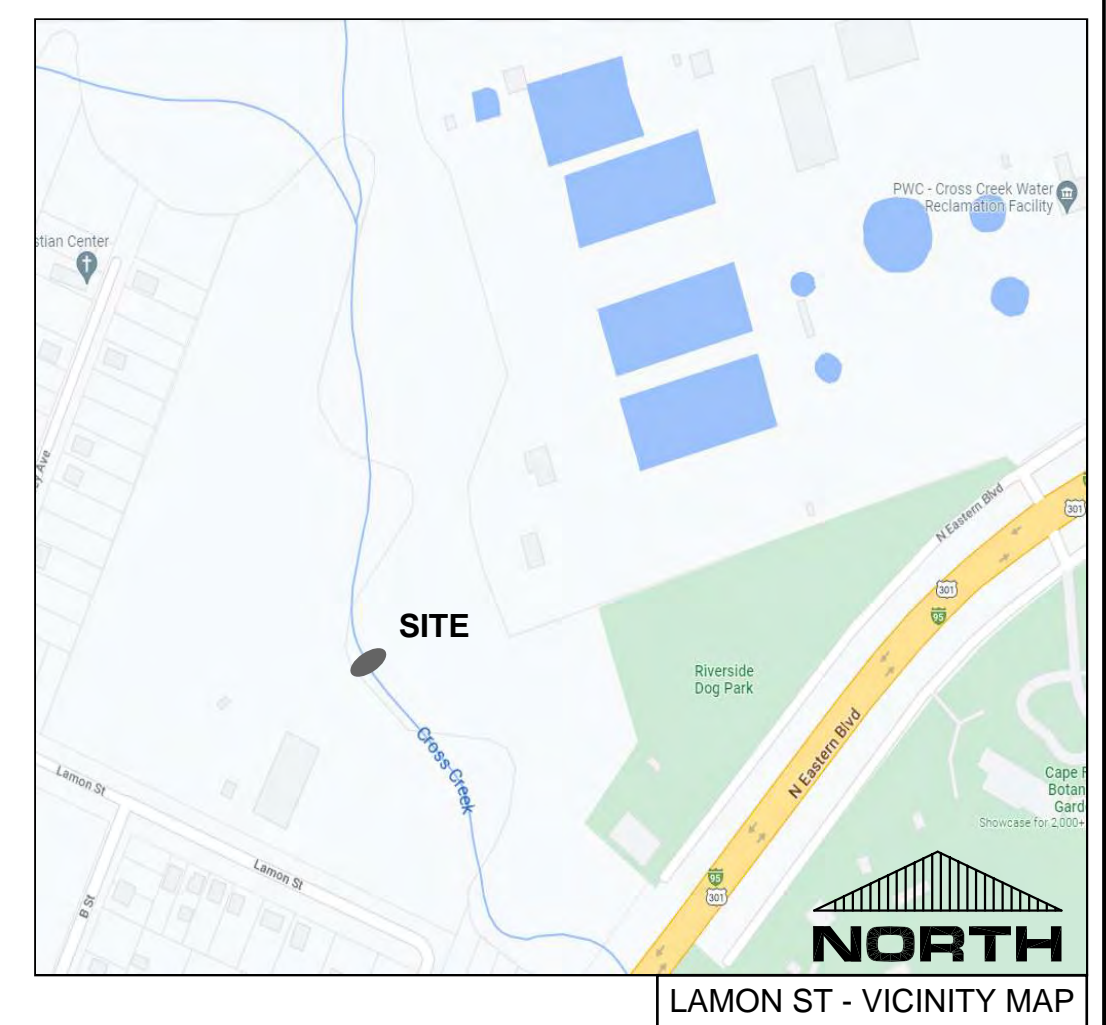 PWC - Cross Creek Water
Reclamation Facility
stian Center
ey Ave
N Eastern Blvd
301
301
95
SITE
Riverside
Dog Park
Cross Creek
N Eastern Blvd
Lamon St
Cape F
Botan
Gard
Showcase for 2,000+
Lamon St
95
301
B St
NORTH
LAMON ST - VICINITY MAP